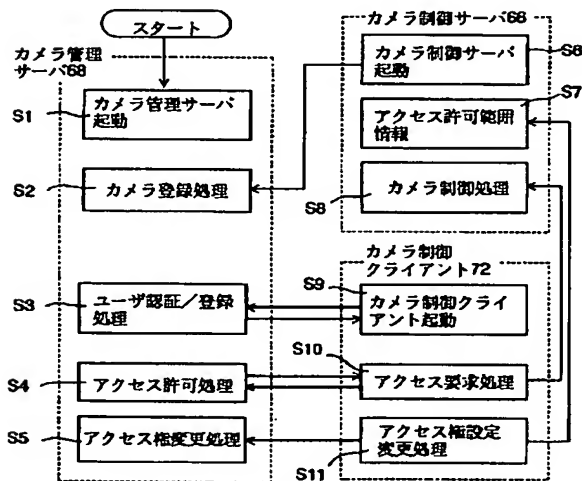 スタート
カメラ管理
サーバ68
S1
カメラ管理サーバ
起動
S2
カメラ登録処理
S3
ユーザ認証／登録
処理
S4
アクセス許可処理
S5
アクセス権変更処理
カメラ制御サーバ66
カメラ制御サーバ
起動
S6
S7
アクセス許可範囲
情報
S8
カメラ制御処理
カメラ制御
クライアント72
S9
カメラ制御クライ
アント起動
S10
アクセス要求処理
アクセス権設定
変更処理
S11